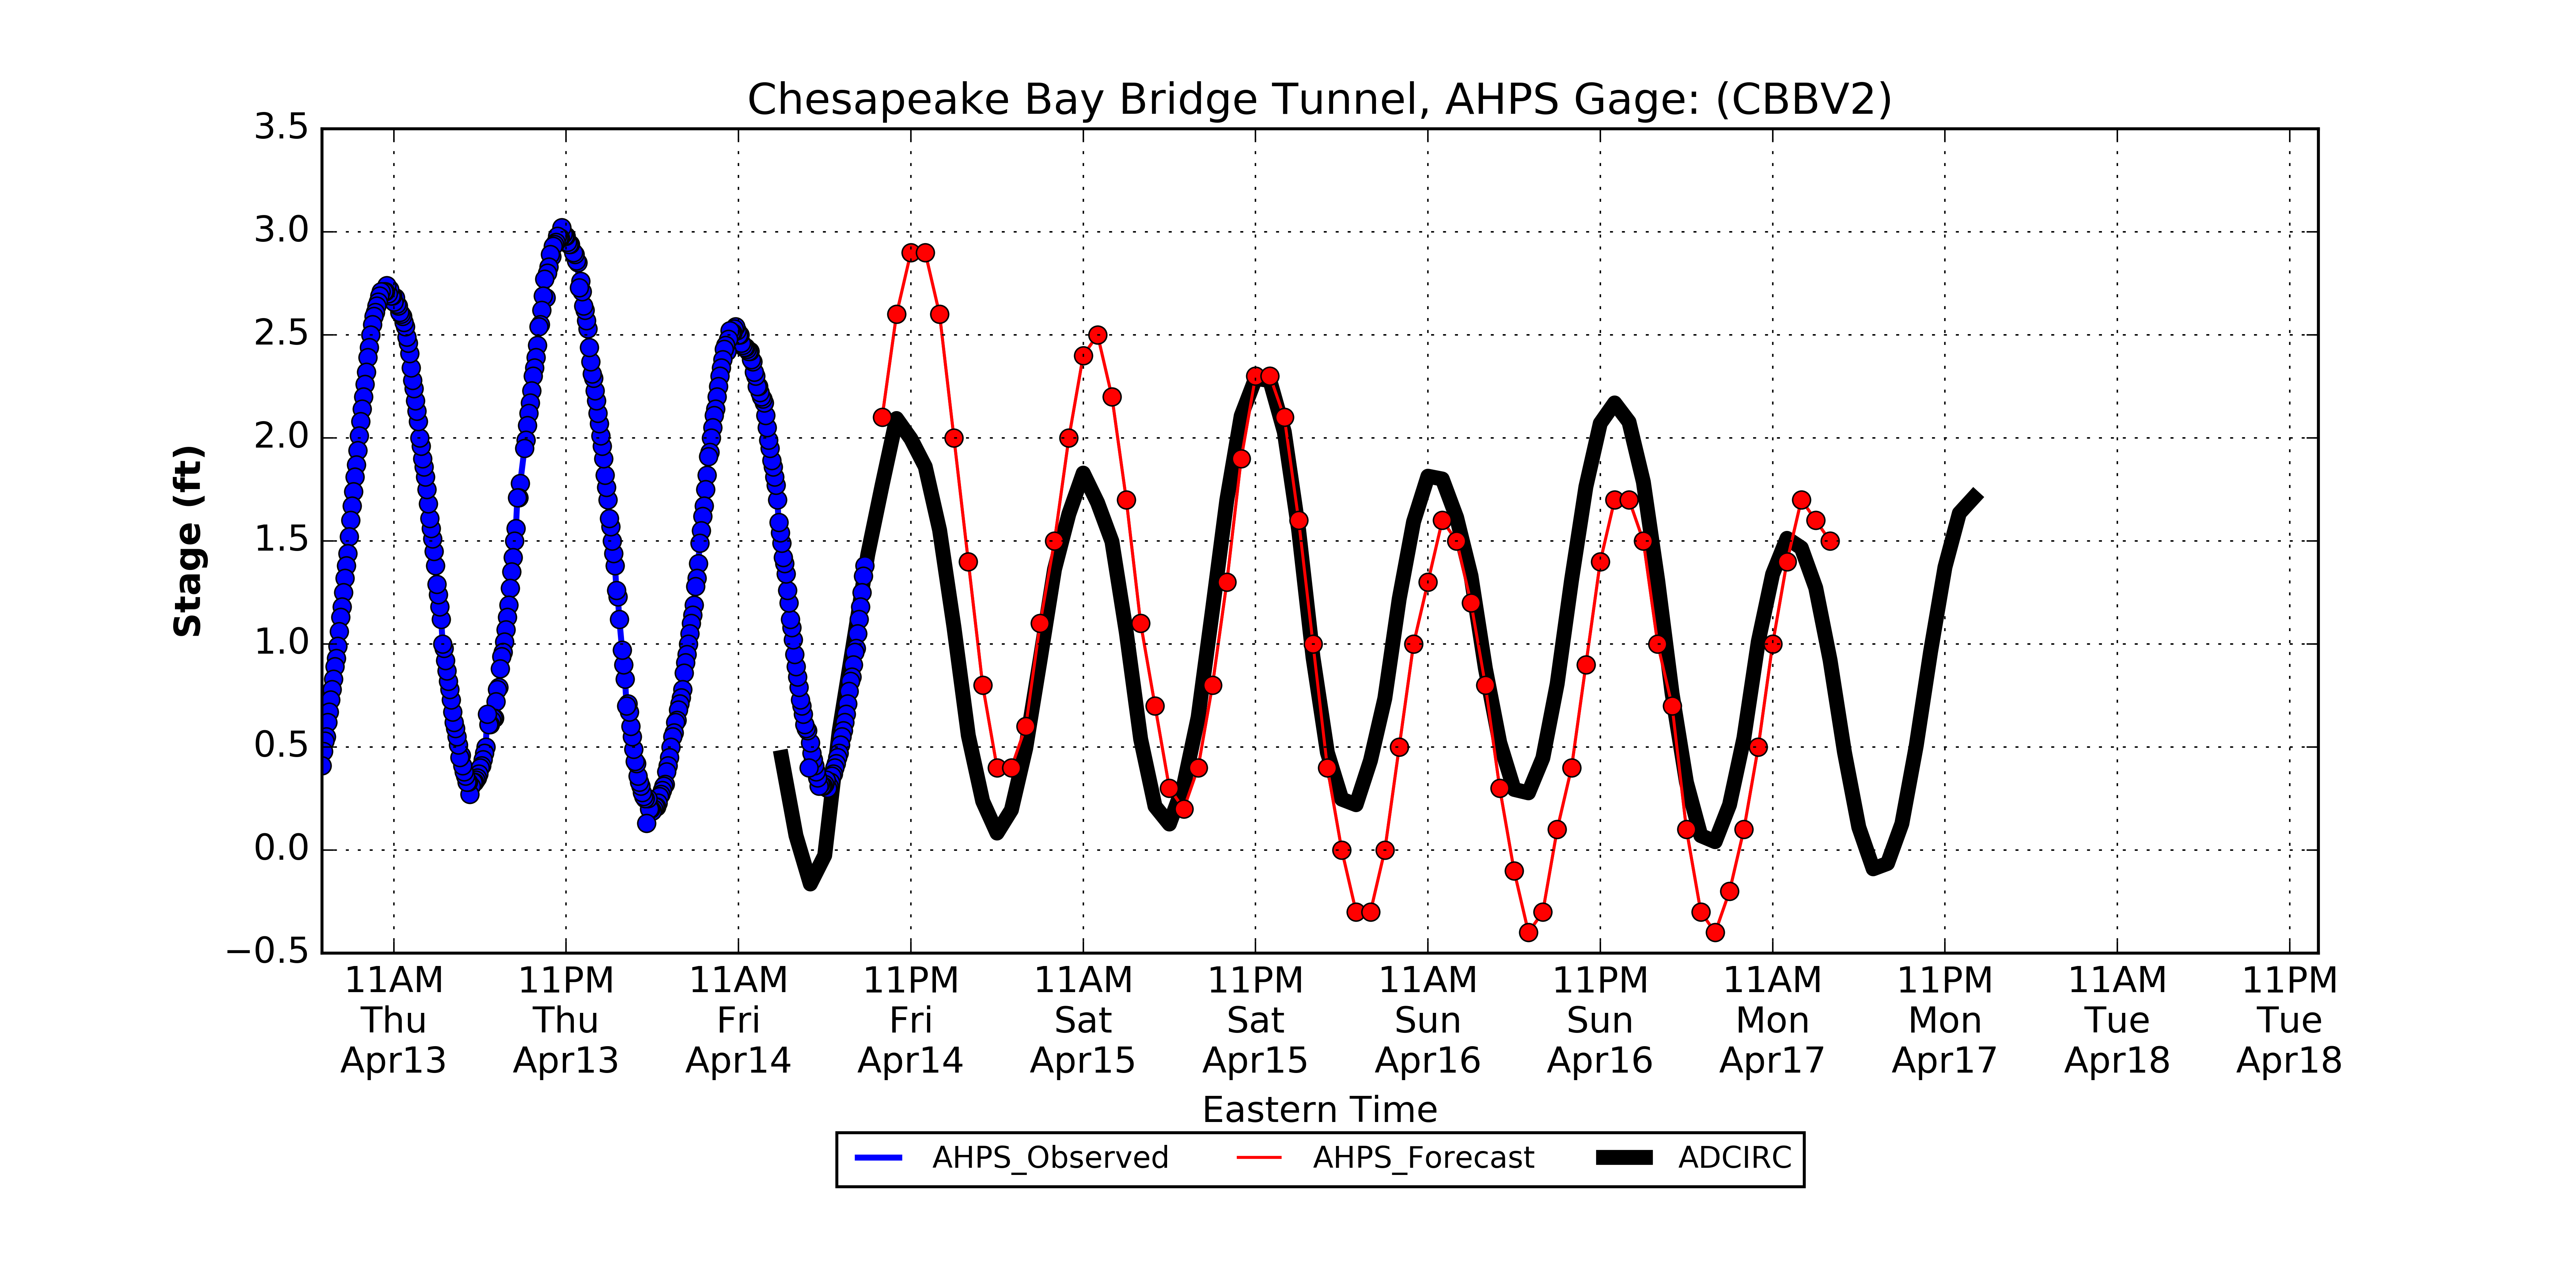 Chesapeake Bay Bridge Tunnel, AHPS Gage: (CBBV2)
3.5
3.0
2.5
2.0
1.5
1.0
0.5
0.0
−0.5
Stage (ft)
11AM 11PM 11AM 11PM 11AM 11PM 11AM 11PM 11AM 11PM 11AM 11PM
Thu Thu Fri Fri Sat Sat Sun Sun Mon Mon Tue Tue
Apr13 Apr13 Apr14 Apr14 Apr15 Apr15 Apr16 Apr16 Apr17 Apr17 Apr18 Apr18
Eastern Time
AHPS_Observed AHPS_Forecast ADCIRC